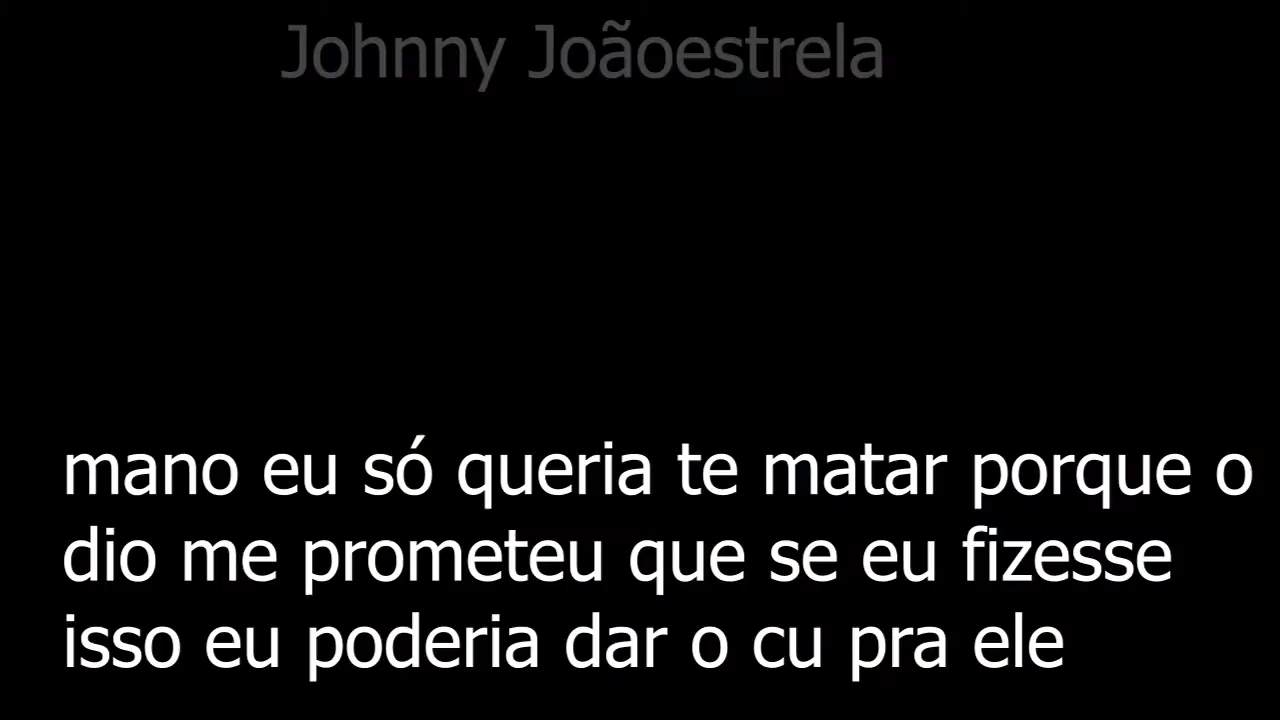 Johnny Joãoestrela
mano eu só queria te matar porque o
dio me prometeu que se eu fizesse
isso eu poderia dar o cu pra ele